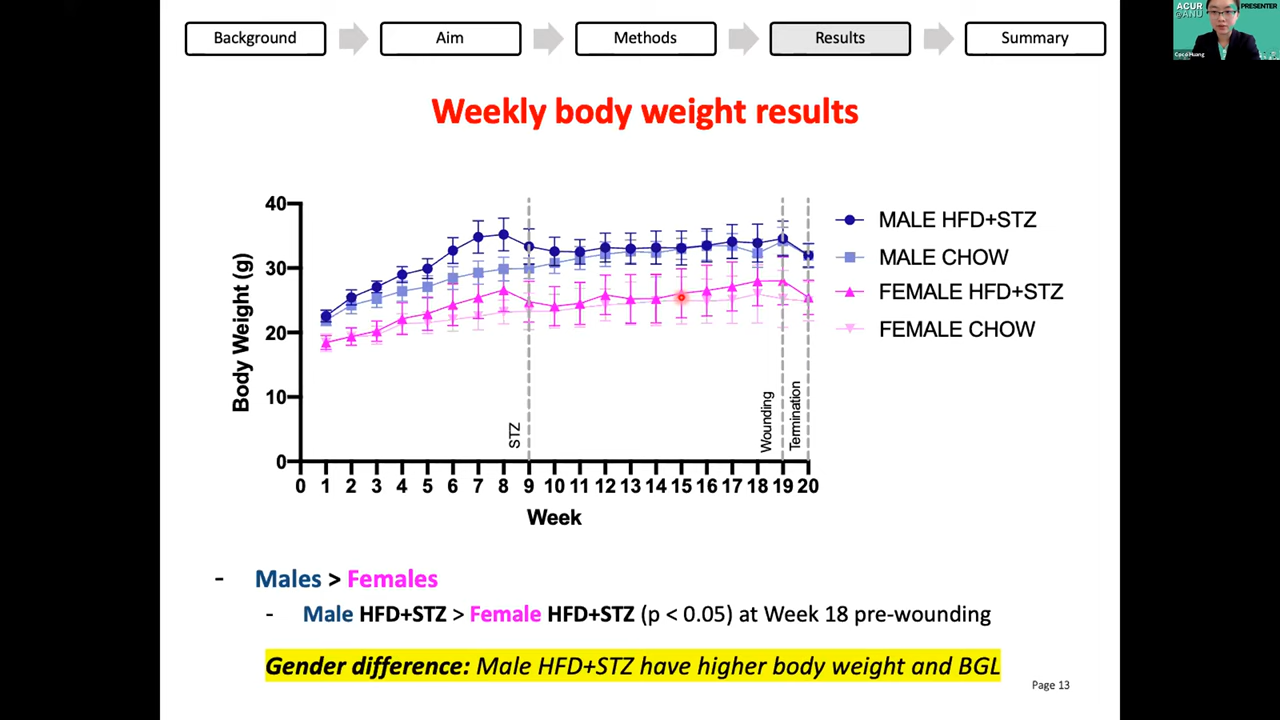 Background
Aim
Methods
Results
Summary
ACUR
@ANU
PRESENTER
Coco Huang
Weekly body weight results
40
30
20
10
0
Body Weight (g)
STZ
Wounding
Termination
0 1 2 3 4 5 6 7 8 9 10 11 12 13 14 15 16 17 18 19 20
Week
MALE HFD+STZ
MALE CHOW
FEMALE HFD+STZ
FEMALE CHOW
- Males > Females
- Male HFD+STZ > Female HFD+STZ (p < 0.05) at Week 18 pre-wounding
Gender difference: Male HFD+STZ have higher body weight and BGL
Page 13